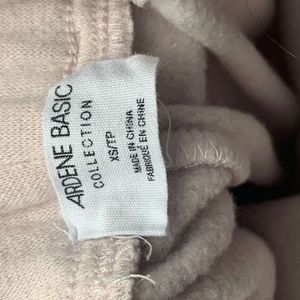 ARDENE BASIC
COLLECTION
XS/TP
MADE IN CHINA
FABRIQUÉ EN CHINE